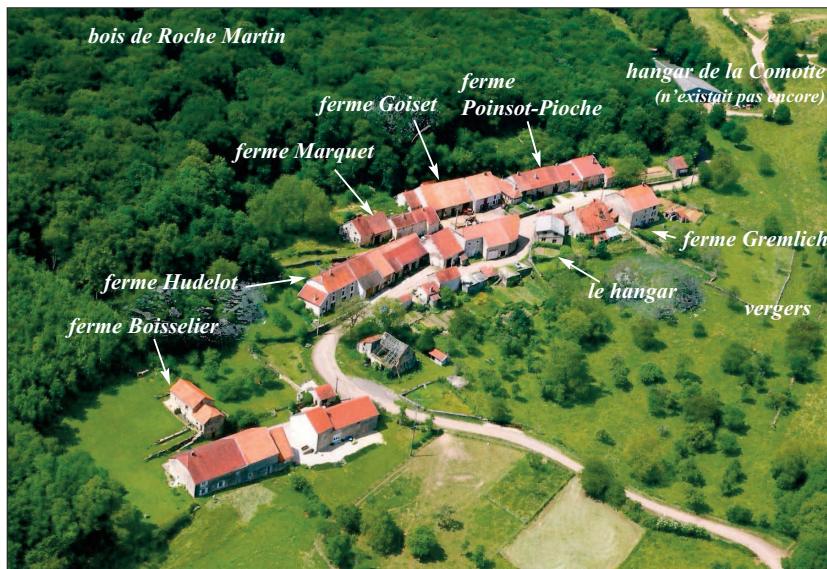 bois de Roche Martin
hangar de la Comotte
(n'existait pas encore)
ferme
Poinsot-Pioche
ferme Goiset
ferme Marquet
ferme Gremlich
ferme Hudelot
le hangar
vergers
ferme Boisselier